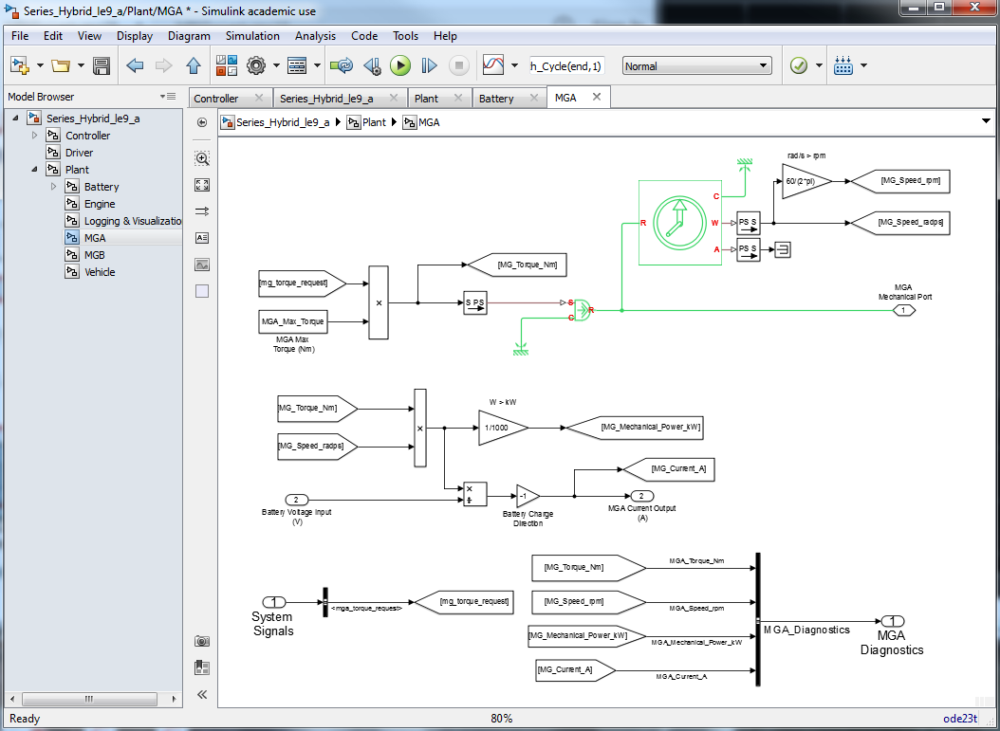 Series_Hybrid_le9_a/Plant/MGA * - Simulink academic use
File Edit View Display Diagram Simulation Analysis Code Tools Help
h_Cycle(end,1)
Normal
Model Browser
Controller
Series_Hybrid_le9_a
Plant
Battery
MGA
Series_Hybrid_le9_a
Plant
MGA
Series_Hybrid_le9_a
Controller
Driver
Plant
Battery
Engine
Logging & Visualizatio
MGA
MGB
Vehicle
rad/s > rpm
60/(2*pi)
[MG_Speed_rpm]
C
R
W
A
PS S
[MG_Speed_radps]
PS S
[MG_Torque_Nm]
[mg_torque_request]
×
S PS
S
C
R
MGA
Mechanical Port
1
MGA_Max_Torque
MGA Max
Torque (Nm)
[MG_Torque_Nm]
[MG_Speed_radps]
×
W > kW
1/1000
[MG_Mechanical_Power_kW]
[MG_Current_A]
2
Battery Voltage Input
(V)
×
÷
-1
Battery Charge
Direction
2
MGA Current Output
(A)
1
System
Signals
<mga_torque_request>
[mg_torque_request]
[MG_Torque_Nm]
MGA_Torque_Nm
[MG_Speed_rpm]
MGA_Speed_rpm
[MG_Mechanical_Power_kW]
MGA_Mechanical_Power_kW
[MG_Current_A]
MGA_Current_A
MGA_Diagnostics
1
MGA
Diagnostics
Ready
80%
ode23t